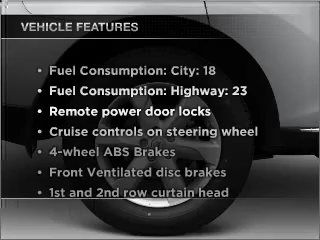 VEHICLE FEATURES
• Fuel Consumption: City: 18
• Fuel Consumption: Highway: 23
• Remote power door locks
• Cruise controls on steering wheel
• 4-wheel ABS Brakes
• Front Ventilated disc brakes
• 1st and 2nd row curtain head